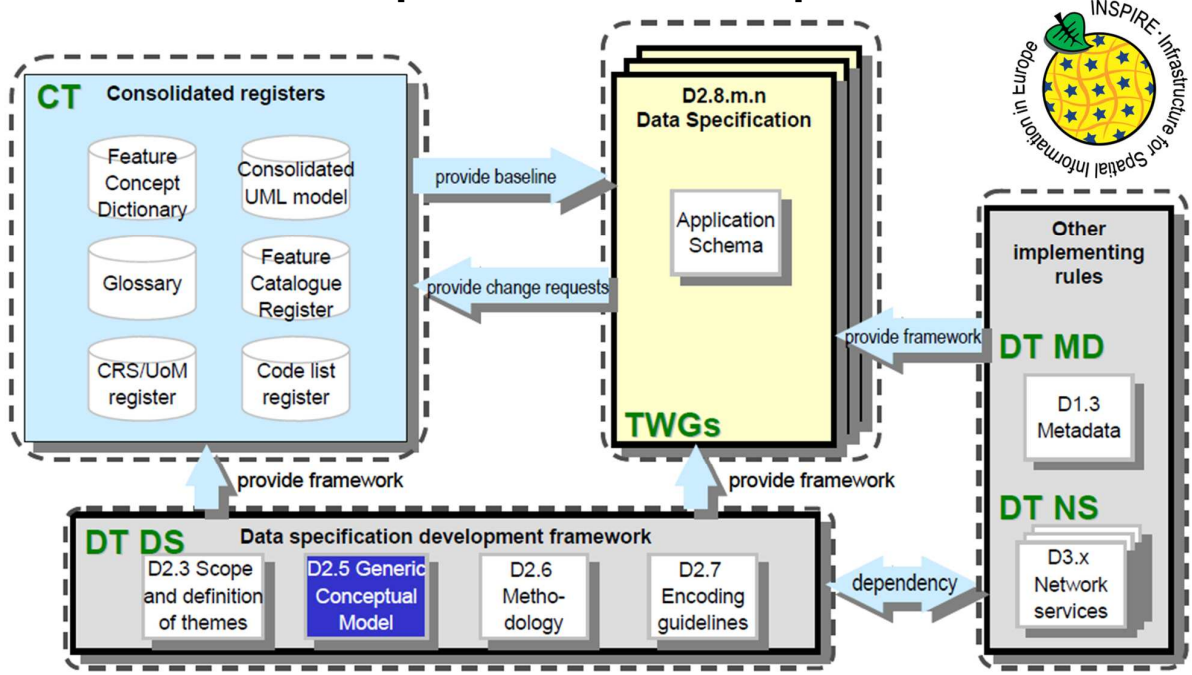 INSPIRE · Infrastructure for Spatial Information in Europe
CT
Consolidated registers
Feature
Concept
Dictionary
Consolidated
UML model
Glossary
Feature
Catalogue
Register
CRS/UoM
register
Code list
register
provide baseline
provide change requests
D2.8.m.n
Data Specification
Application
Schema
TWGs
provide framework
Other
implementing
rules
DT MD
D1.3
Metadata
DT NS
D3.x
Network
services
provide framework
provide framework
DT DS
Data specification development framework
D2.3 Scope
and definition
of themes
D2.5 Generic
Conceptual
Model
D2.6
Metho-
dology
D2.7
Encoding
guidelines
dependency